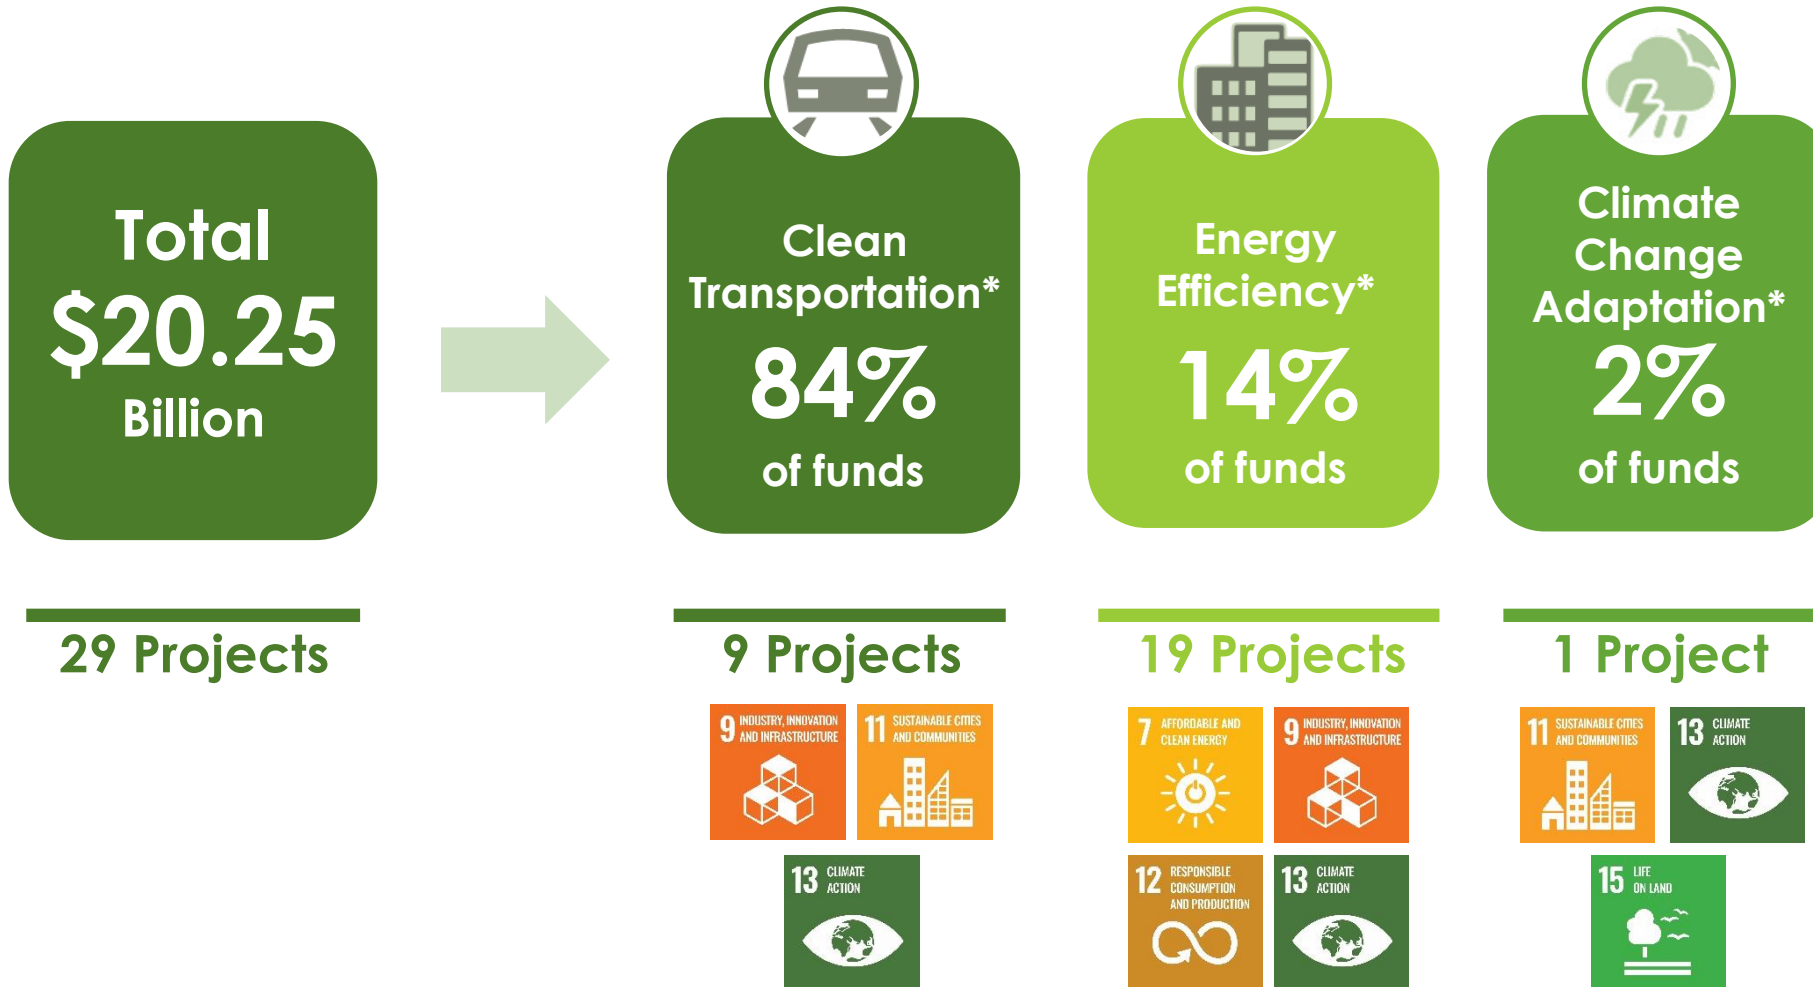 Total
$20.25
Billion
29 Projects
Clean
Transportation*
84%
of funds
9 Projects
9 INDUSTRY, INNOVATION
AND INFRASTRUCTURE
11 SUSTAINABLE CITIES
AND COMMUNITIES
13 CLIMATE
ACTION
Energy
Efficiency*
14%
of funds
19 Projects
7 AFFORDABLE AND
CLEAN ENERGY
9 INDUSTRY, INNOVATION
AND INFRASTRUCTURE
12 RESPONSIBLE
CONSUMPTION
AND PRODUCTION
13 CLIMATE
ACTION
Climate
Change
Adaptation*
2%
of funds
1 Project
11 SUSTAINABLE CITIES
AND COMMUNITIES
13 CLIMATE
ACTION
15 LIFE
ON LAND